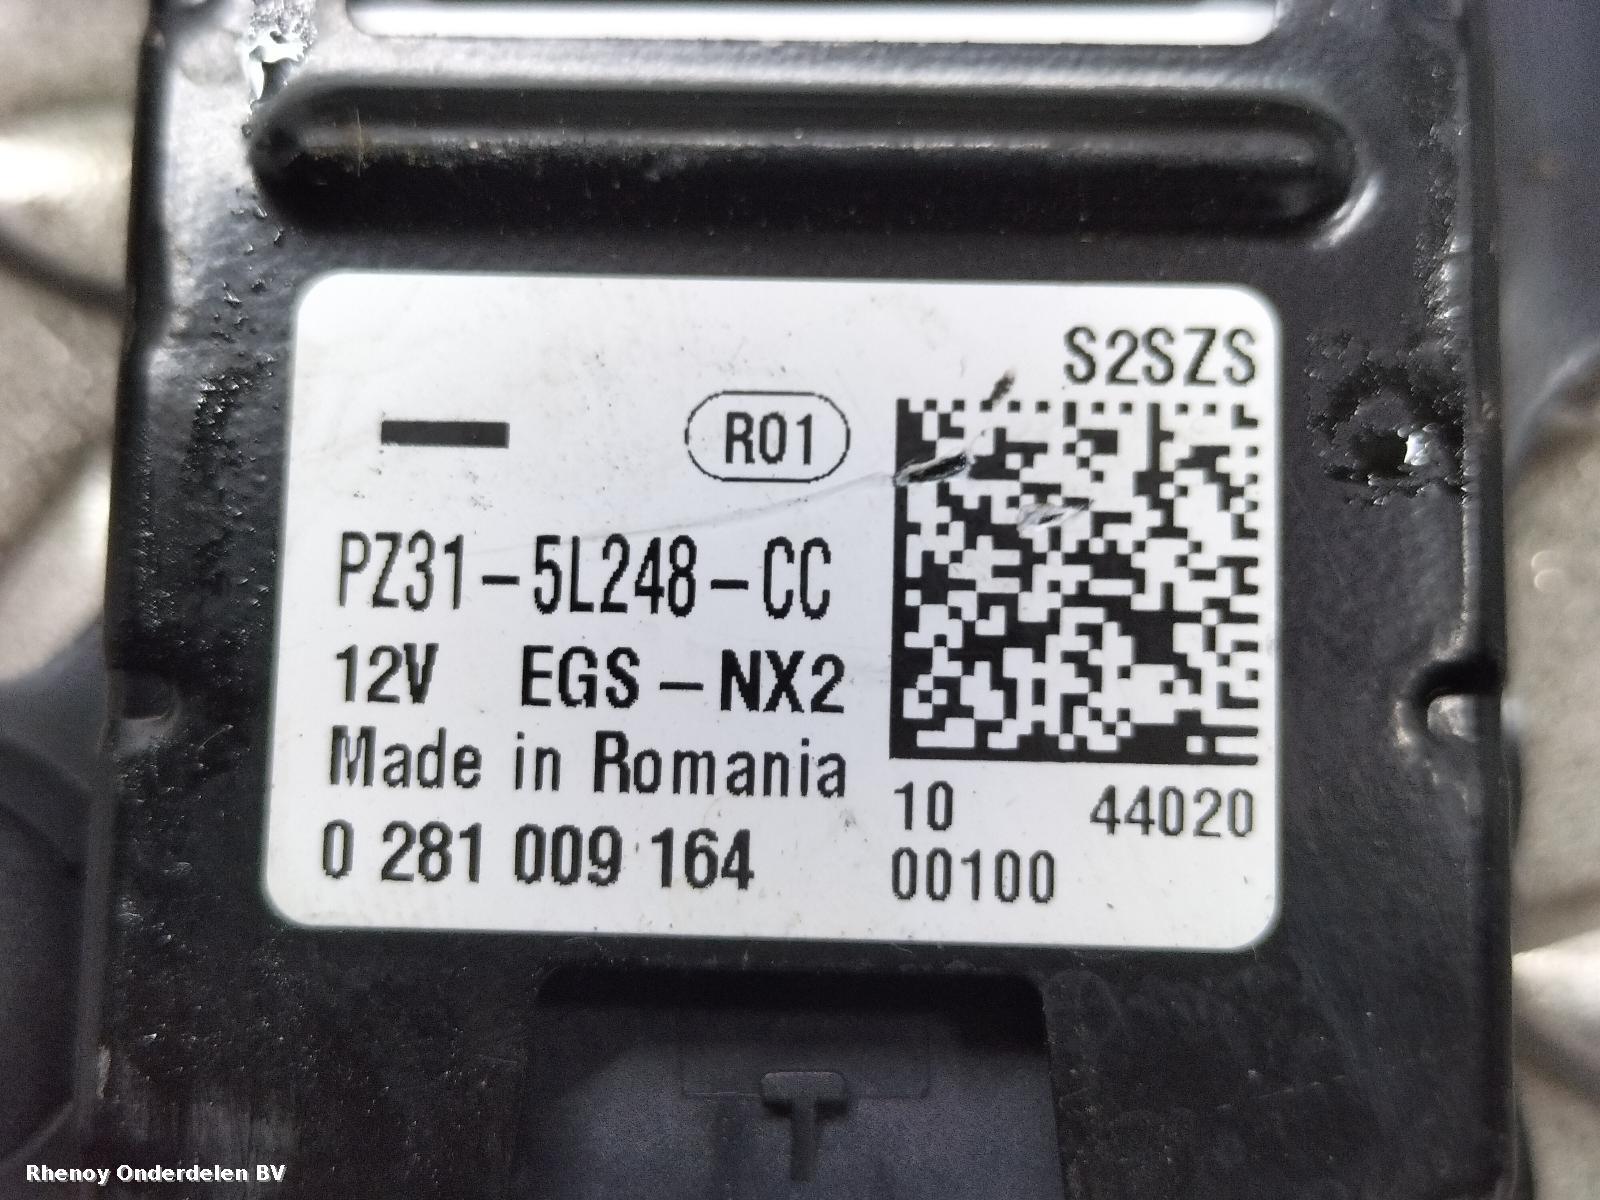 S2SZS
R01
PZ31-5L248-CC
12V EGS-NX2
Made in Romania
0 281 009 164
10 44020
00100
Rhenoy Onderdelen BV